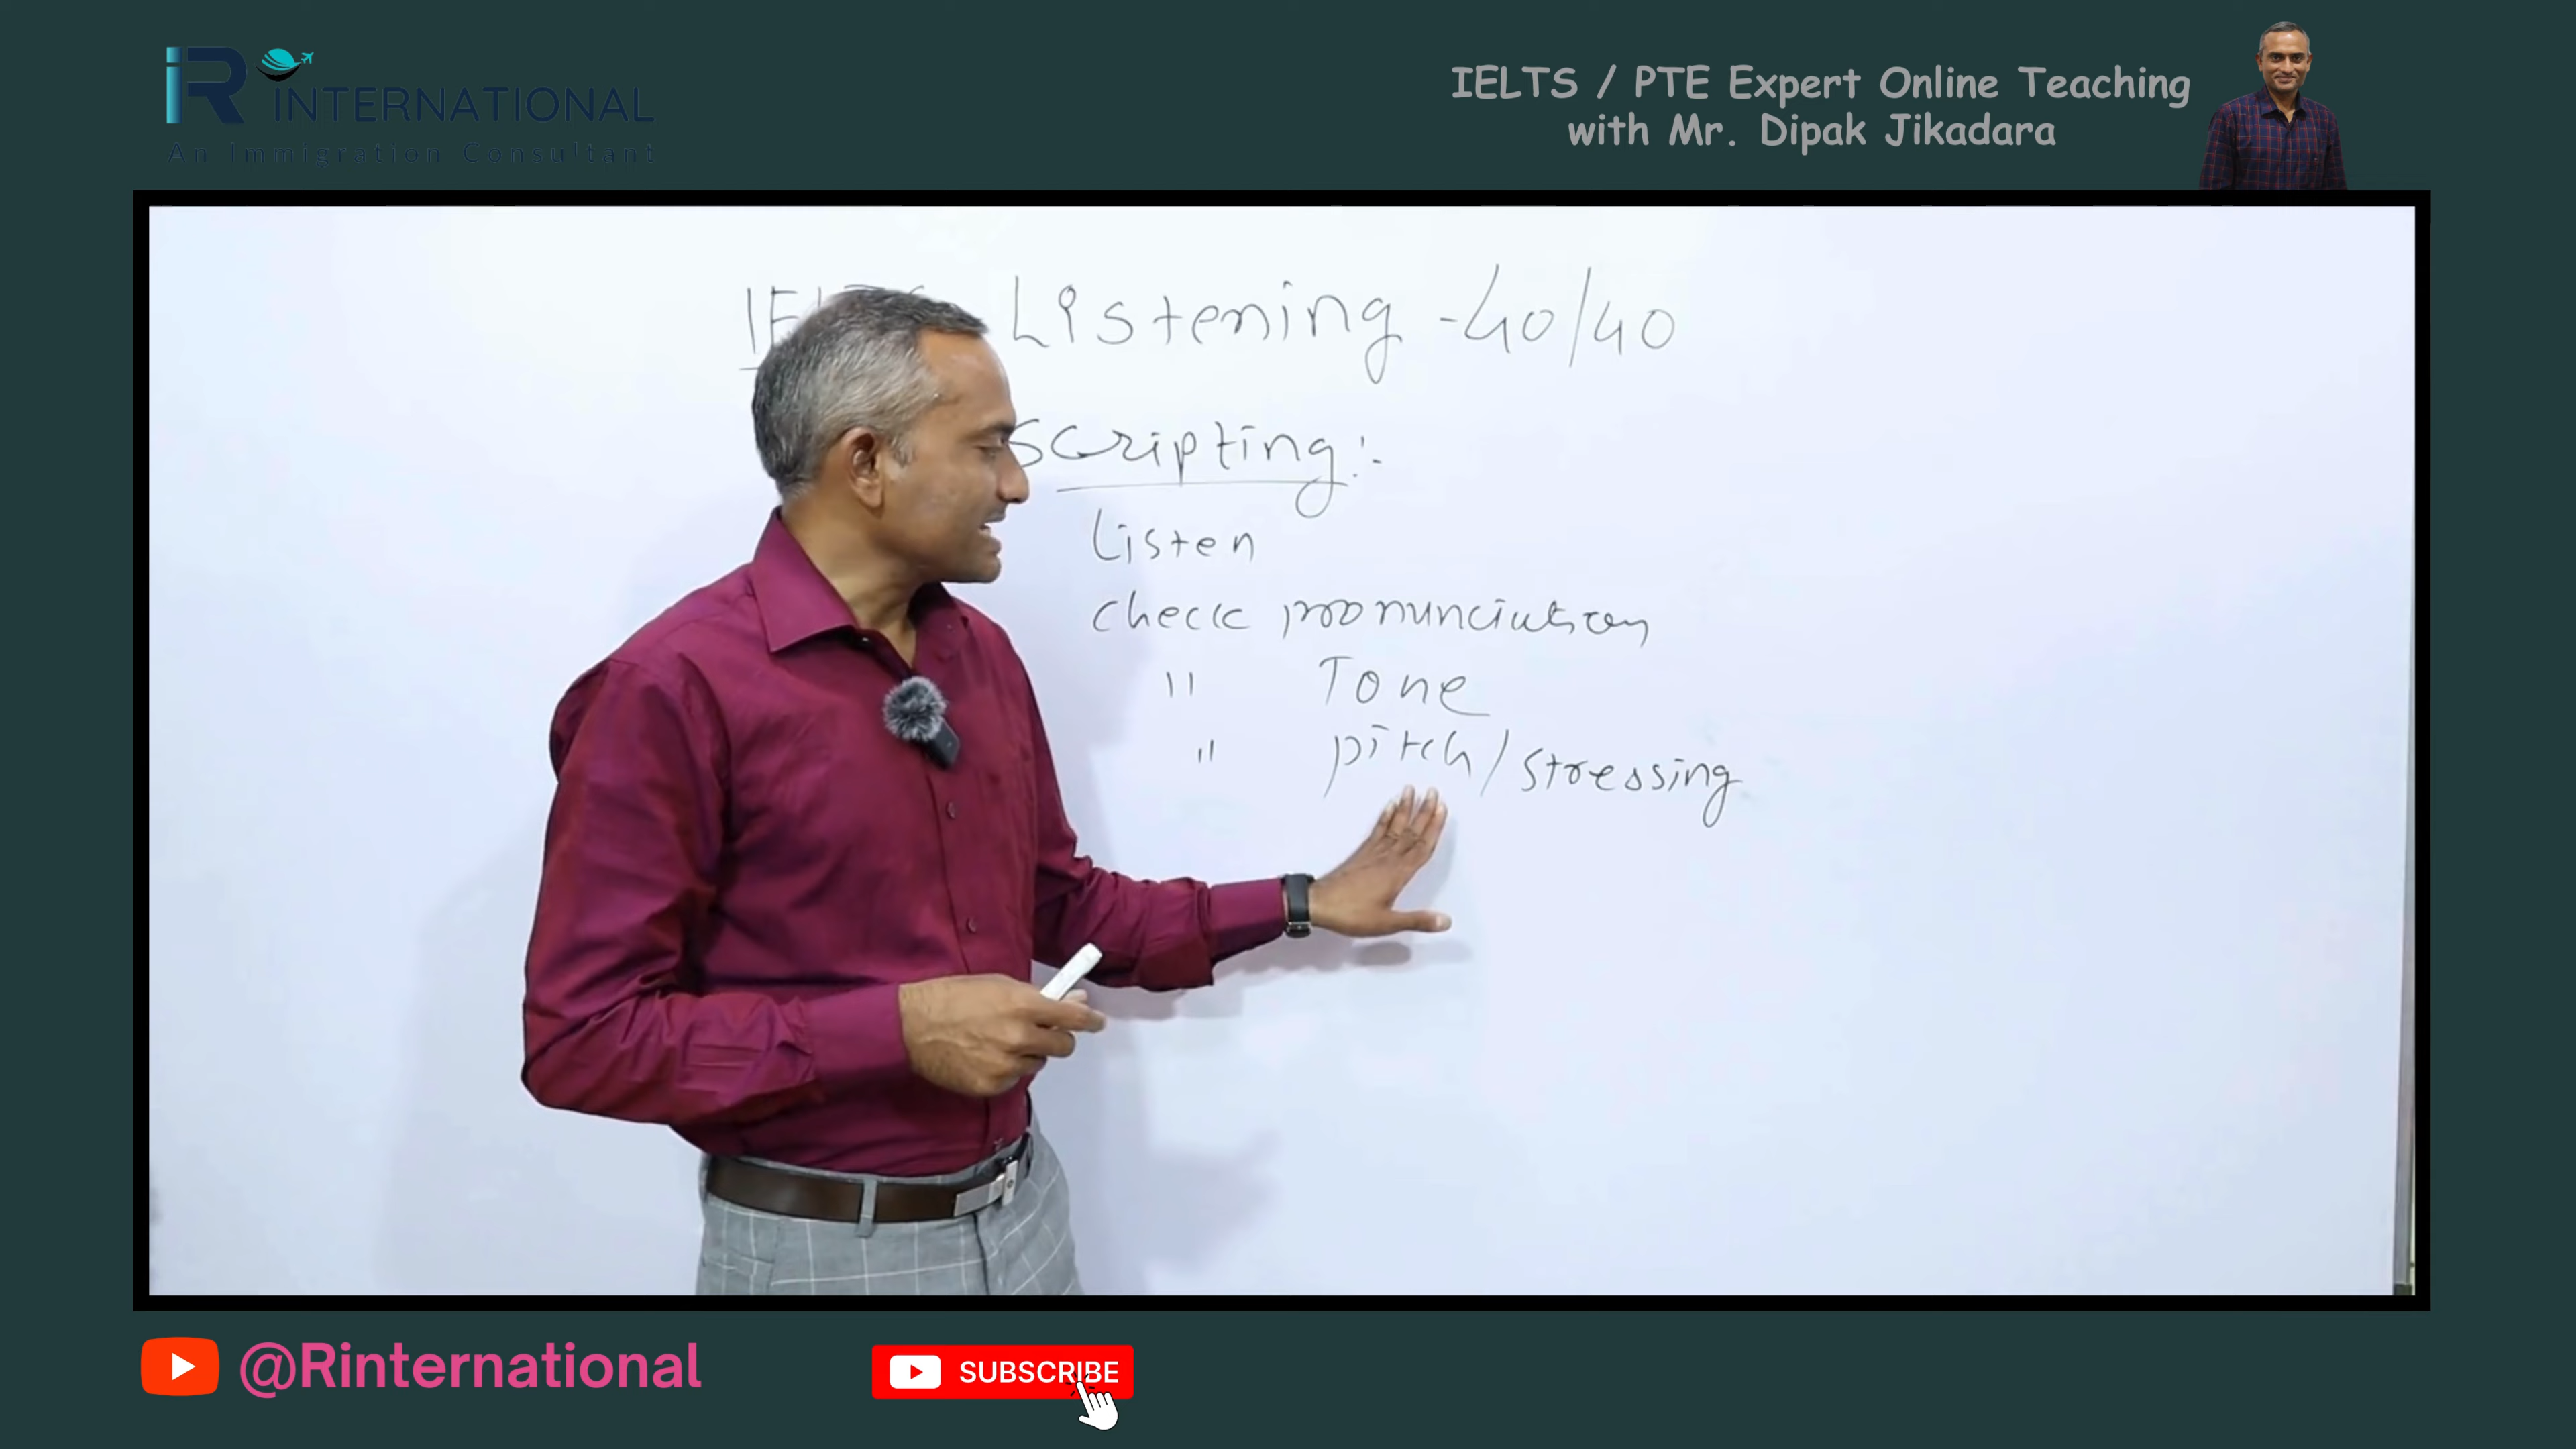 iR INTERNATIONAL
An Immigration Consultant
IELTS / PTE Expert Online Teaching
with Mr. Dipak Jikadara
Listening - 40/40
scripting :-
Listen
check pronunciation
" Tone
" pitch / stressing
@Rinternational
SUBSCRIBE